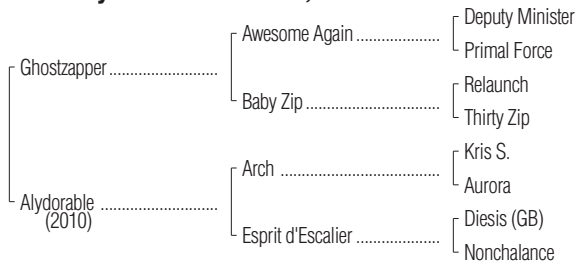 Deputy Minister
Awesome Again ....................
Primal Force
Ghostzapper ..........................
Relaunch
Baby Zip ..............................
Thirty Zip
Kris S.
Arch ...................................
Aurora
Alydorable ............................
(2010)
Diesis (GB)
Esprit d'Escalier ....................
Nonchalance